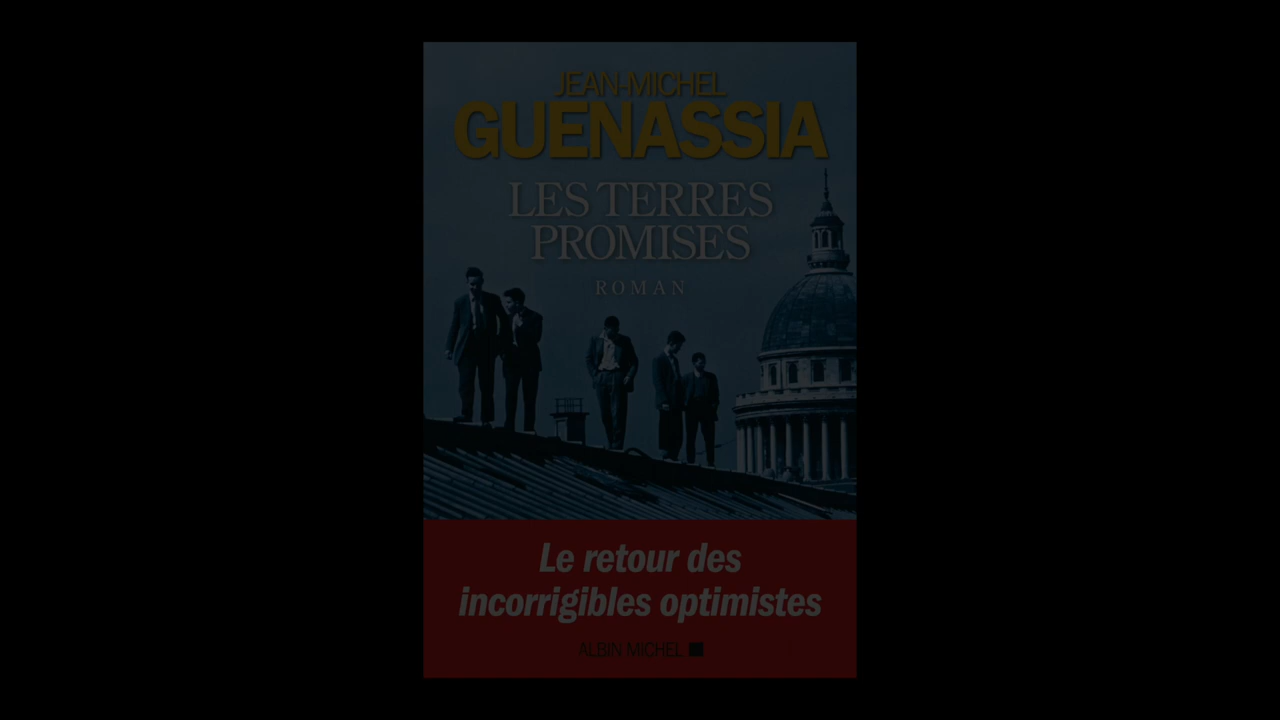 JEAN-MICHEL
GUENASSIA
LES TERRES
PROMISES
ROMAN
Le retour des
incorrigibles optimistes
ALBIN MICHEL